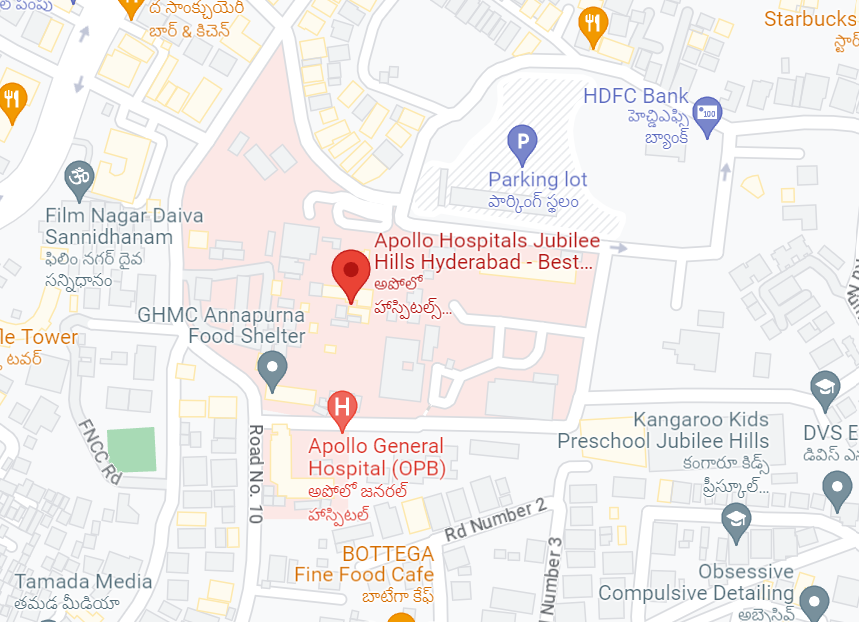 ద సాంక్చుయెరీ
బార్ & కిచెన్
Starbucks
HDFC Bank
హెచ్డిఎఫ్సి
బ్యాంక్
100
P
Parking lot
పార్కింగ్ స్థలం
Film Nagar Daiva
Sannidhanam
ఫిలిం నగర్ దైవ
సన్నిధానం
Apollo Hospitals Jubilee
Hills Hyderabad - Best...
అపోలో
హాస్పిటల్స్...
GHMC Annapurna
Food Shelter
Tower
టవర్
H
Apollo General
Hospital (OPB)
అపోలో జనరల్
హాస్పిటల్
Kangaroo Kids
Preschool Jubilee Hills
కంగారూ కిడ్స్
ప్రీస్కూల్...
DVS
డివిస్
FNCC Rd
Road No. 10
Rd Number 2
Number 3
BOTTEGA
Fine Food Cafe
బాటేగా కేఫ్
Tamada Media
తమడ మీడియా
Obsessive
Compulsive Detailing
అబ్సెసివ్